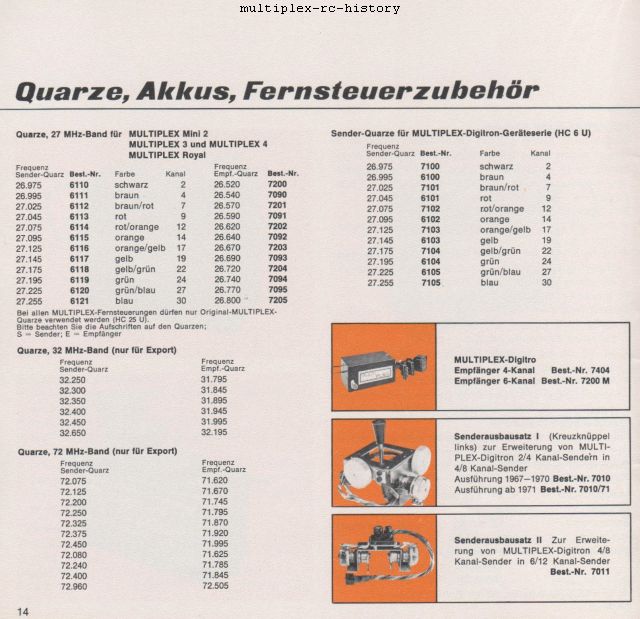 multiplex-rc-history
Quarze, Akkus, Fernsteuerzubehör
Quarze, 27 MHz-Band für MULTIPLEX Mini 2
MULTIPLEX 3 und MULTIPLEX 4
MULTIPLEX Royal
Frequenz Frequenz
Sender-Quarz Best.-Nr. Farbe Kanal Empf.-Quarz Best.-Nr.
26.975 6110 schwarz 2 26.520 7200
26.995 6111 braun 4 26.540 7090
27.025 6112 braun/rot 7 26.570 7201
27.045 6113 rot 9 26.590 7091
27.075 6114 rot/orange 12 26.620 7202
27.095 6115 orange 14 26.640 7092
27.125 6116 orange/gelb 17 26.670 7203
27.145 6117 gelb 19 26.690 7093
27.175 6118 gelb/grün 22 26.720 7204
27.195 6119 grün 24 26.740 7094
27.225 6120 grün/blau 27 26.770 7095
27.255 6121 blau 30 26.800 7205
Bei allen MULTIPLEX-Fernsteuerungen dürfen nur Original-MULTIPLEX-
Quarze verwendet werden (HC 25 U).
Bitte beachten Sie die Aufschriften auf den Quarzen;
S = Sender; E = Empfänger
Quarze, 32 MHz-Band (nur für Export)
Frequenz Frequenz
Sender-Quarz Empf.-Quarz
32.250 31.795
32.300 31.845
32.350 31.895
32.400 31.945
32.450 31.995
32.650 32.195
Quarze, 72 MHz-Band (nur für Export)
Frequenz Frequenz
Sender-Quarz Empf.-Quarz
72.075 71.620
72.125 71.670
72.200 71.745
72.250 71.795
72.325 71.870
72.375 71.920
72.450 71.995
72.080 71.625
72.240 71.785
72.400 71.845
72.960 72.505
14
Sender-Quarze für MULTIPLEX-Digitron-Geräteserie (HC 6 U)
Frequenz
Sender-Quarz Best.-Nr. Farbe Kanal
26.975 7100 schwarz 2
26.995 6100 braun 4
27.025 7101 braun/rot 7
27.045 6101 rot 9
27.075 7102 rot/orange 12
27.095 6102 orange 14
27.125 7103 orange/gelb 17
27.145 6103 gelb 19
27.175 7104 gelb/grün 22
27.195 6104 grün 24
27.225 6105 grün/blau 27
27.255 7105 blau 30
MULTIPLEX-Digitro
Empfänger 4-Kanal Best.-Nr. 7404
Empfänger 6-Kanal Best.-Nr. 7200 M
Senderausbausatz I (Kreuzknüppel
links) zur Erweiterung von MULTI-
PLEX-Digitron 2/4 Kanal-Sendern in
4/8 Kanal-Sender
Ausführung 1967—1970 Best.-Nr. 7010
Ausführung ab 1971 Best.-Nr. 7010/71
Senderausbausatz II Zur Erweite-
rung von MULTIPLEX-Digitron 4/8
Kanal-Sender in 6/12 Kanal-Sender
Best.-Nr. 7011